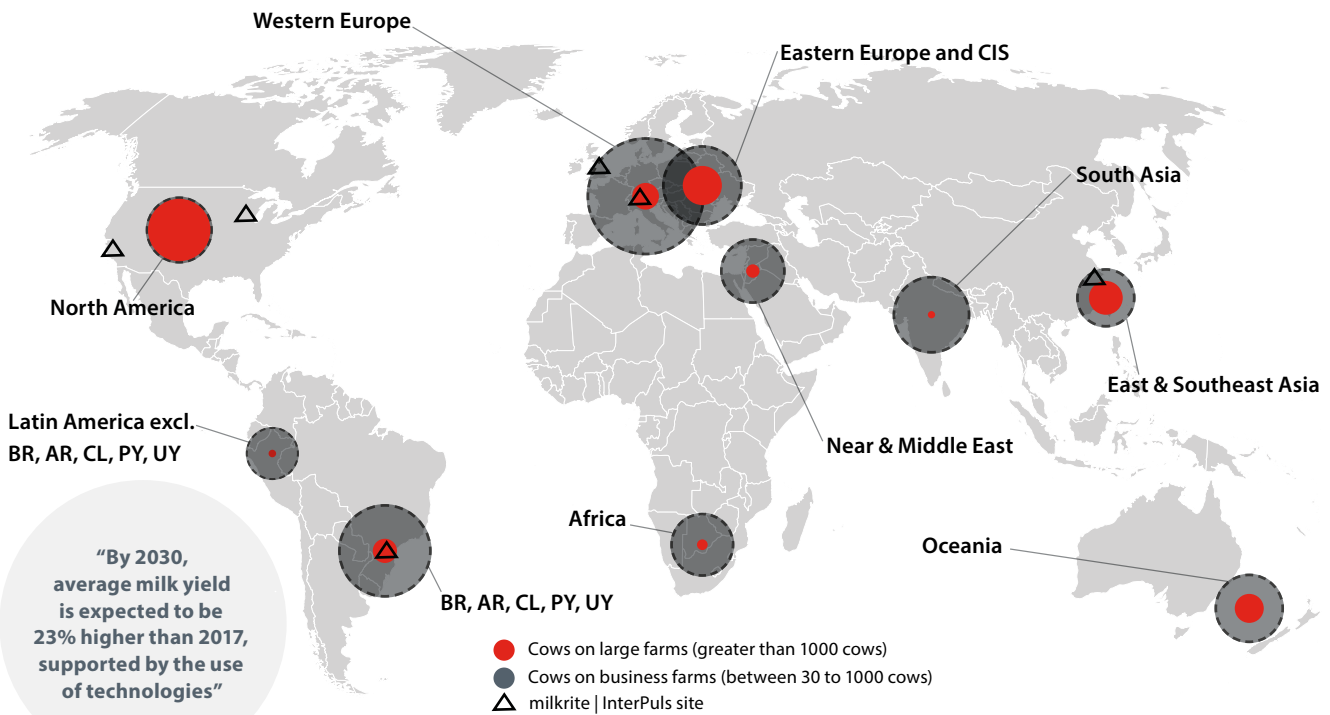 Western Europe
Eastern Europe and CIS
South Asia
North America
East & Southeast Asia
Latin America excl.
BR, AR, CL, PY, UY
Near & Middle East
Africa
Oceania
BR, AR, CL, PY, UY
“By 2030,
average milk yield
is expected to be
23% higher than 2017,
supported by the use
of technologies”
Cows on large farms (greater than 1000 cows)
Cows on business farms (between 30 to 1000 cows)
milkrite | InterPuls site